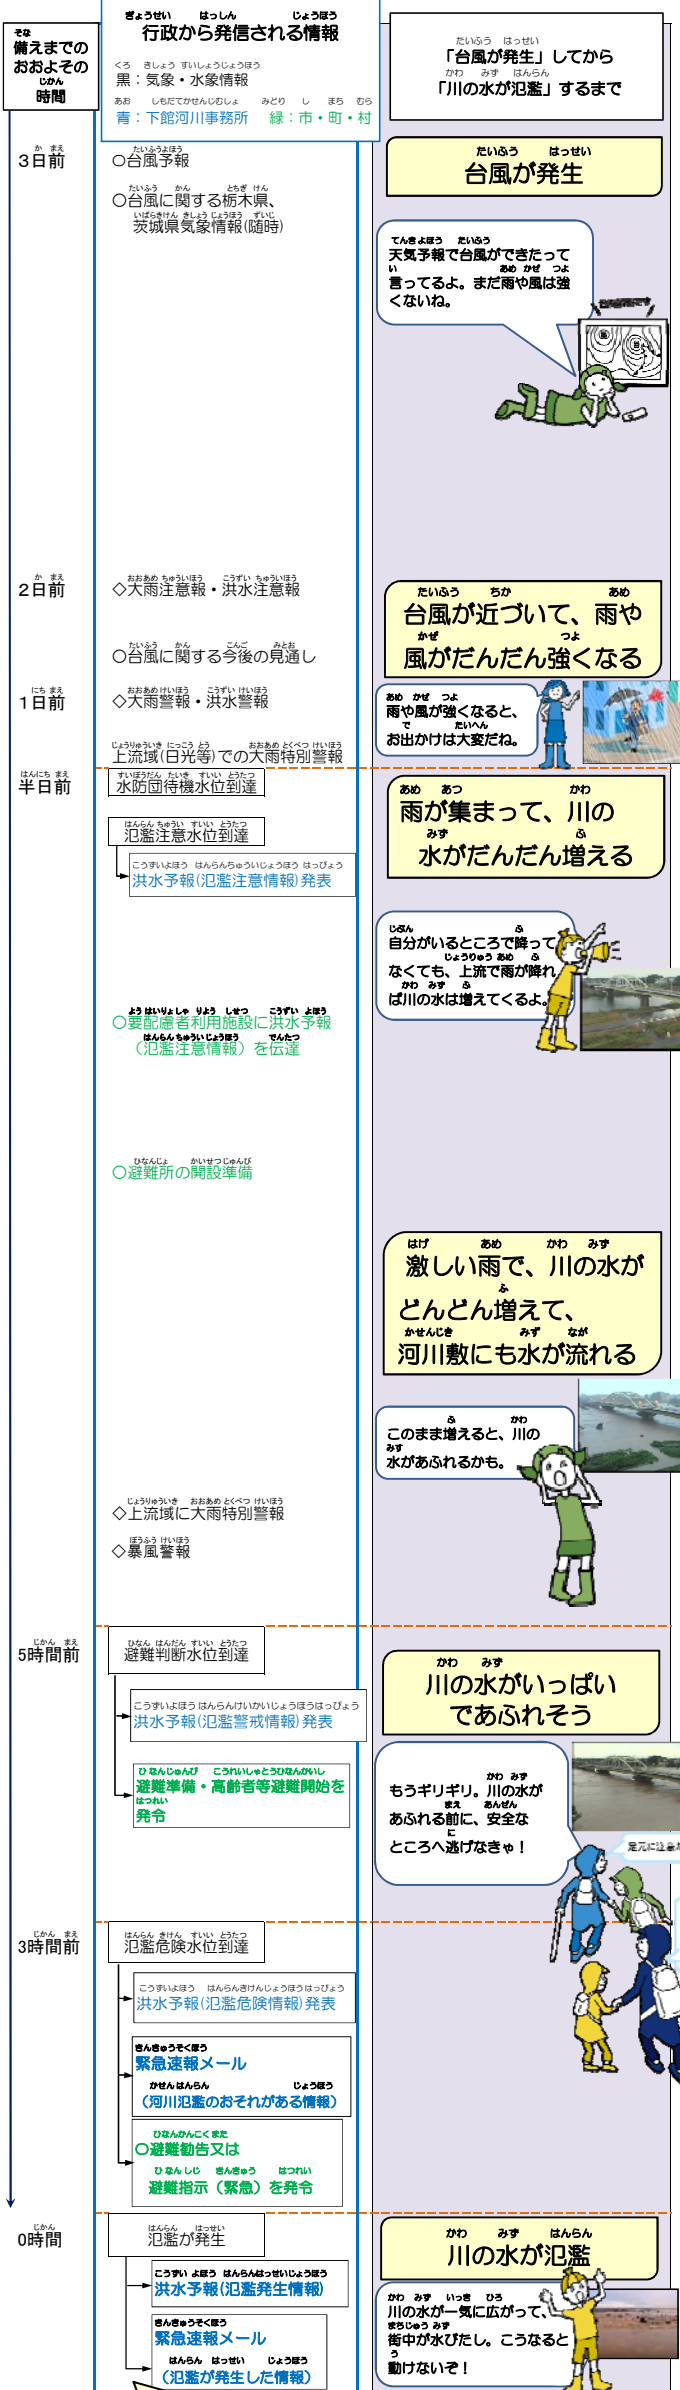 備えまでの
おおよその
時間
行政から発信される情報
黒：気象・水象情報
青：下館河川事務所　緑：市・町・村
「台風が発生」してから
「川の水が氾濫」するまで
3日前
○台風予報
○台風に関する栃木県、
茨城県気象情報(随時)
台風が発生
天気予報で台風ができたって
言ってるよ。まだ雨や風は強
くないね。
2日前
◇大雨注意報・洪水注意報
○台風に関する今後の見通し
台風が近づいて、雨や
風がだんだん強くなる
1日前
◇大雨警報・洪水警報
上流域(日光等)での大雨特別警報
雨や風が強くなると、
お出かけは大変だね。
半日前
水防団待機水位到達
氾濫注意水位到達
洪水予報(氾濫注意情報)発表
雨が集まって、川の
水がだんだん増える
自分がいるところで降って
なくても、上流で雨が降れ
ば川の水は増えてくるよ。
○要配慮者利用施設に洪水予報
（氾濫注意情報）を伝達
○避難所の開設準備
激しい雨で、川の水が
どんどん増えて、
河川敷にも水が流れる
このまま増えると、川の
水があふれるかも。
◇上流域に大雨特別警報
◇暴風警報
5時間前
避難判断水位到達
洪水予報(氾濫警戒情報)発表
避難準備・高齢者等避難開始を
発令
川の水がいっぱい
であふれそう
もうギリギリ。川の水が
あふれる前に、安全な
ところへ逃げなきゃ！
足元に注意
3時間前
氾濫危険水位到達
洪水予報(氾濫危険情報)発表
緊急速報メール
（河川氾濫のおそれがある情報）
○避難勧告又は
避難指示（緊急）を発令
0時間
氾濫が発生
洪水予報(氾濫発生情報)
緊急速報メール
（氾濫が発生した情報）
川の水が氾濫
川の水が一気に広がって、
街中が水びたし。こうなると
動けないぞ！